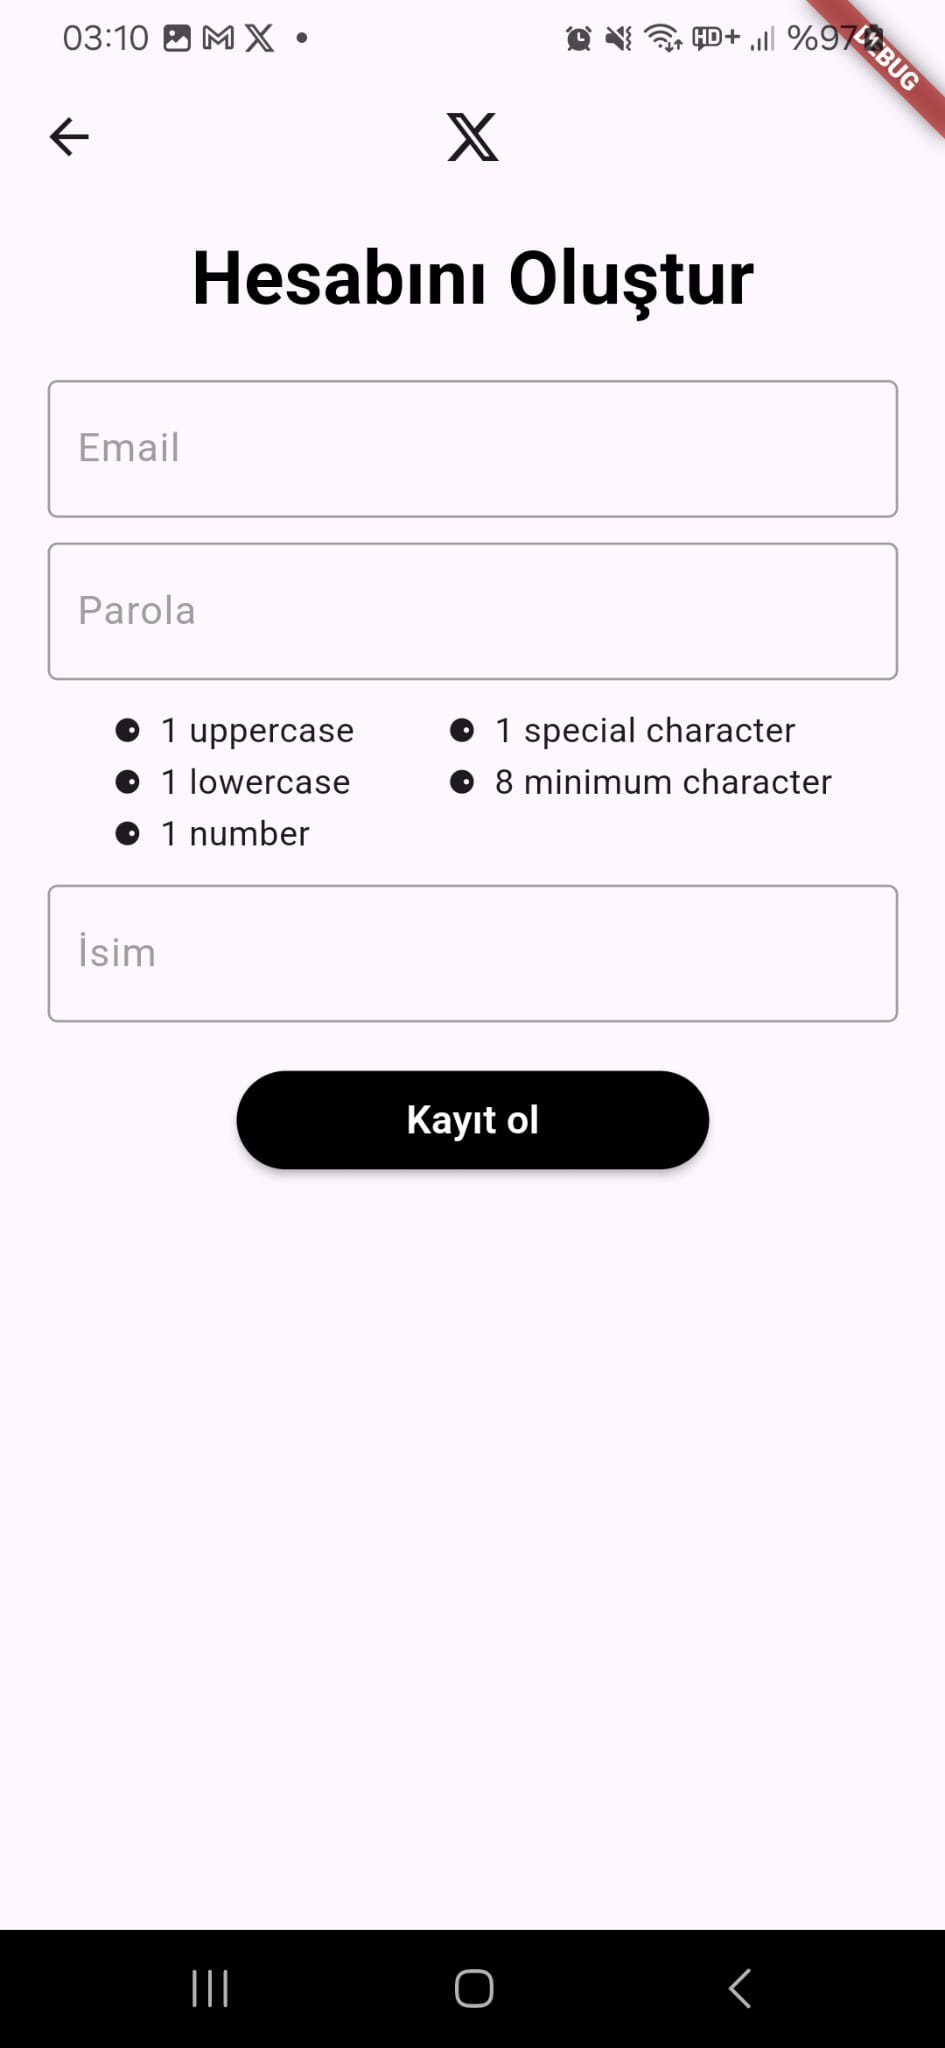 03:10
HD+ %97
DEBUG
Hesabını Oluştur
Email
Parola
1 uppercase
1 special character
1 lowercase
8 minimum character
1 number
İsim
Kayıt ol